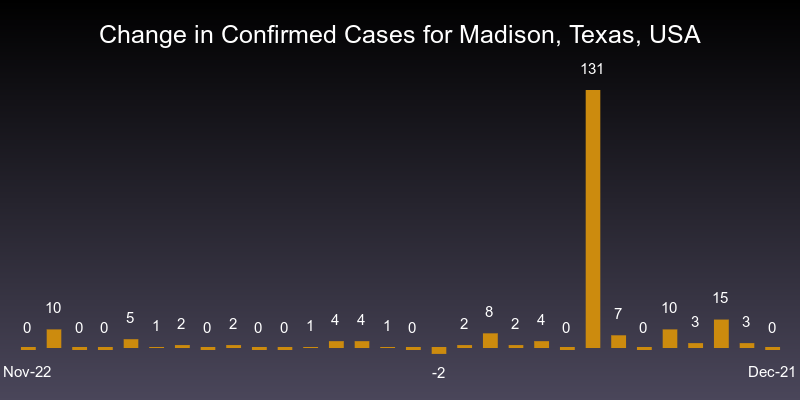 Change in Confirmed Cases for Madison, Texas, USA
131
0 10 0 0 5 1 2 0 2 0 0 1 4 4 1 0 2 8 2 4 0 7 0 10 3 15 3 0
-2
Nov-22 Dec-21